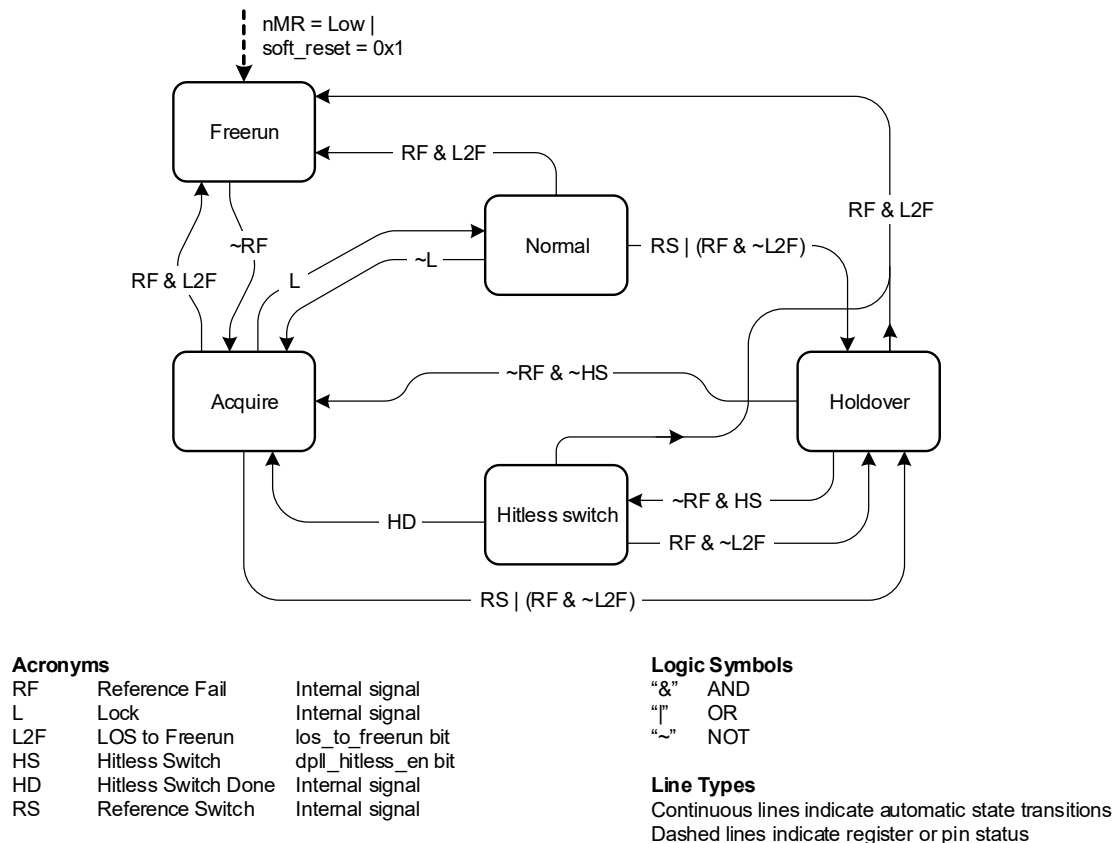 nMR = Low |
soft_reset = 0x1
Freerun
RF & L2F
RF & L2F
~RF
Normal
RS | (RF & ~L2F)
~L
RF & L2F
L
Acquire
~RF & ~HS
Holdover
Hitless switch
~RF & HS
HD
RF & ~L2F
RS | (RF & ~L2F)
Acronyms
RF Reference Fail Internal signal
L Lock Internal signal
L2F LOS to Freerun los_to_freerun bit
HS Hitless Switch dpll_hitless_en bit
HD Hitless Switch Done Internal signal
RS Reference Switch Internal signal
Logic Symbols
“&” AND
“|” OR
“~” NOT
Line Types
Continuous lines indicate automatic state transitions
Dashed lines indicate register or pin status